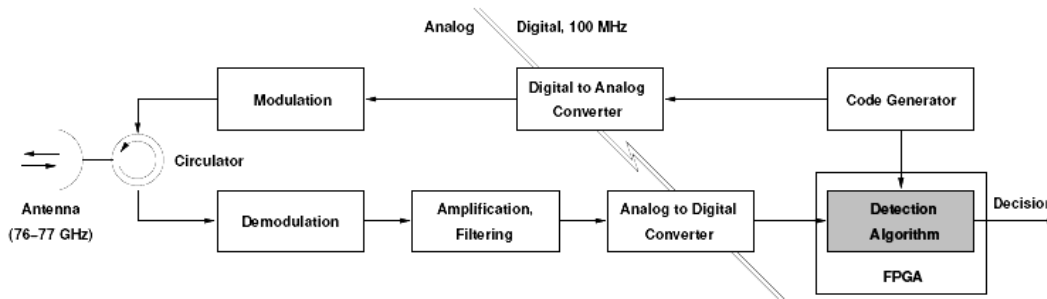 Analog
Digital, 100 MHz
Modulation
Digital to Analog
Converter
Code Generator
Circulator
Antenna
(76–77 GHz)
Demodulation
Amplification,
Filtering
Analog to Digital
Converter
Detection
Algorithm
Decision
FPGA